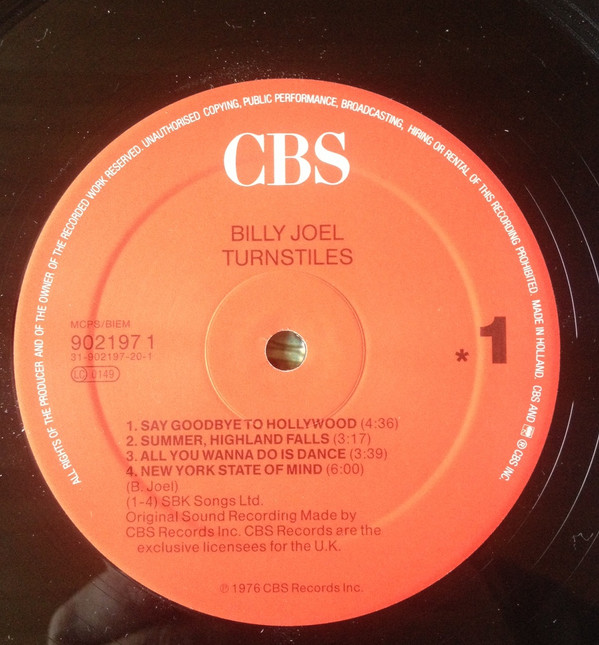 ALL RIGHTS OF THE PRODUCER AND OF THE OWNER OF THE RECORDED WORK RESERVED. UNAUTHORISED COPYING, PUBLIC PERFORMANCE, BROADCASTING, HIRING OR RENTAL OF THIS RECORDING PROHIBITED. MADE IN HOLLAND. CBS AND ℗ CBS INC.
CBS
BILLY JOEL
TURNSTILES
MCPS/BIEM
902197 1
31-902197-20-1
LC 0149
*1
1. SAY GOODBYE TO HOLLYWOOD (4:36)
2. SUMMER, HIGHLAND FALLS (3:17)
3. ALL YOU WANNA DO IS DANCE (3:39)
4. NEW YORK STATE OF MIND (6:00)
(B. Joel)
(1-4) SBK Songs Ltd.
Original Sound Recording Made by
CBS Records Inc. CBS Records are the
exclusive licensees for the U.K.
℗ 1976 CBS Records Inc.